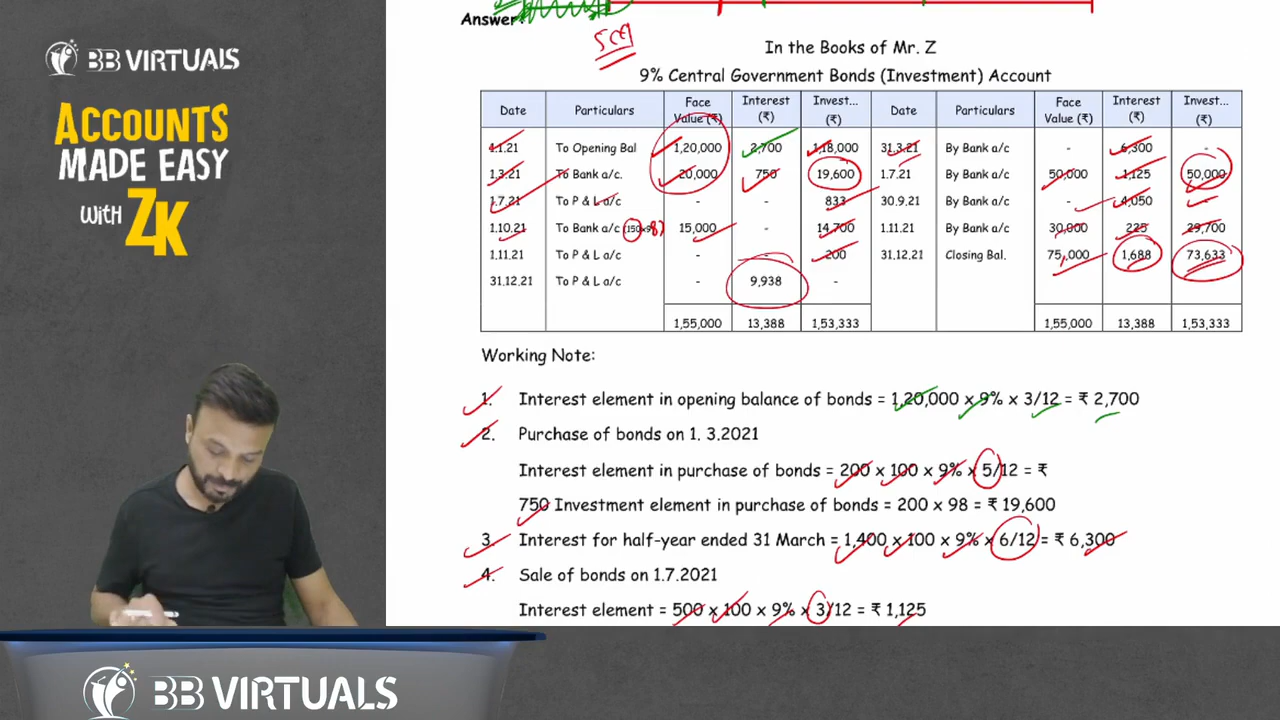 BB VIRTUALS
ACCOUNTS
MADE EASY
with ZK
Answer:
5(9)
In the Books of Mr. Z
9% Central Government Bonds (Investment) Account
Date Particulars Face Value (₹) Interest (₹) Invest... (₹) Date Particulars Face Value (₹) Interest (₹) Invest... (₹)
1.1.21 To Opening Bal 1,20,000 2,700 1,18,000 31.3.21 By Bank a/c - 6,300 -
1.3.21 To Bank a/c. 20,000 750 19,600 1.7.21 By Bank a/c 50,000 1,125 50,000
1.7.21 To P & L a/c - - 833 30.9.21 By Bank a/c - 4,050 -
1.10.21 To Bank a/c 15,000 - 14,700 1.11.21 By Bank a/c 30,000 225 29,700
1.11.21 To P & L a/c - - 200 31.12.21 Closing Bal. 75,000 1,688 73,633
31.12.21 To P & L a/c - 9,938 -
1,55,000 13,388 1,53,333 1,55,000 13,388 1,53,333
Working Note:
1. Interest element in opening balance of bonds = 1,20,000 x 9% x 3/12 = ₹ 2,700
2. Purchase of bonds on 1. 3.2021
Interest element in purchase of bonds = 200 x 100 x 9% x 5/12 = ₹
750 Investment element in purchase of bonds = 200 x 98 = ₹ 19,600
3. Interest for half-year ended 31 March = 1,400 x 100 x 9% x 6/12 = ₹ 6,300
4. Sale of bonds on 1.7.2021
Interest element = 500 x 100 x 9% x 3/12 = ₹ 1,125
BB VIRTUALS